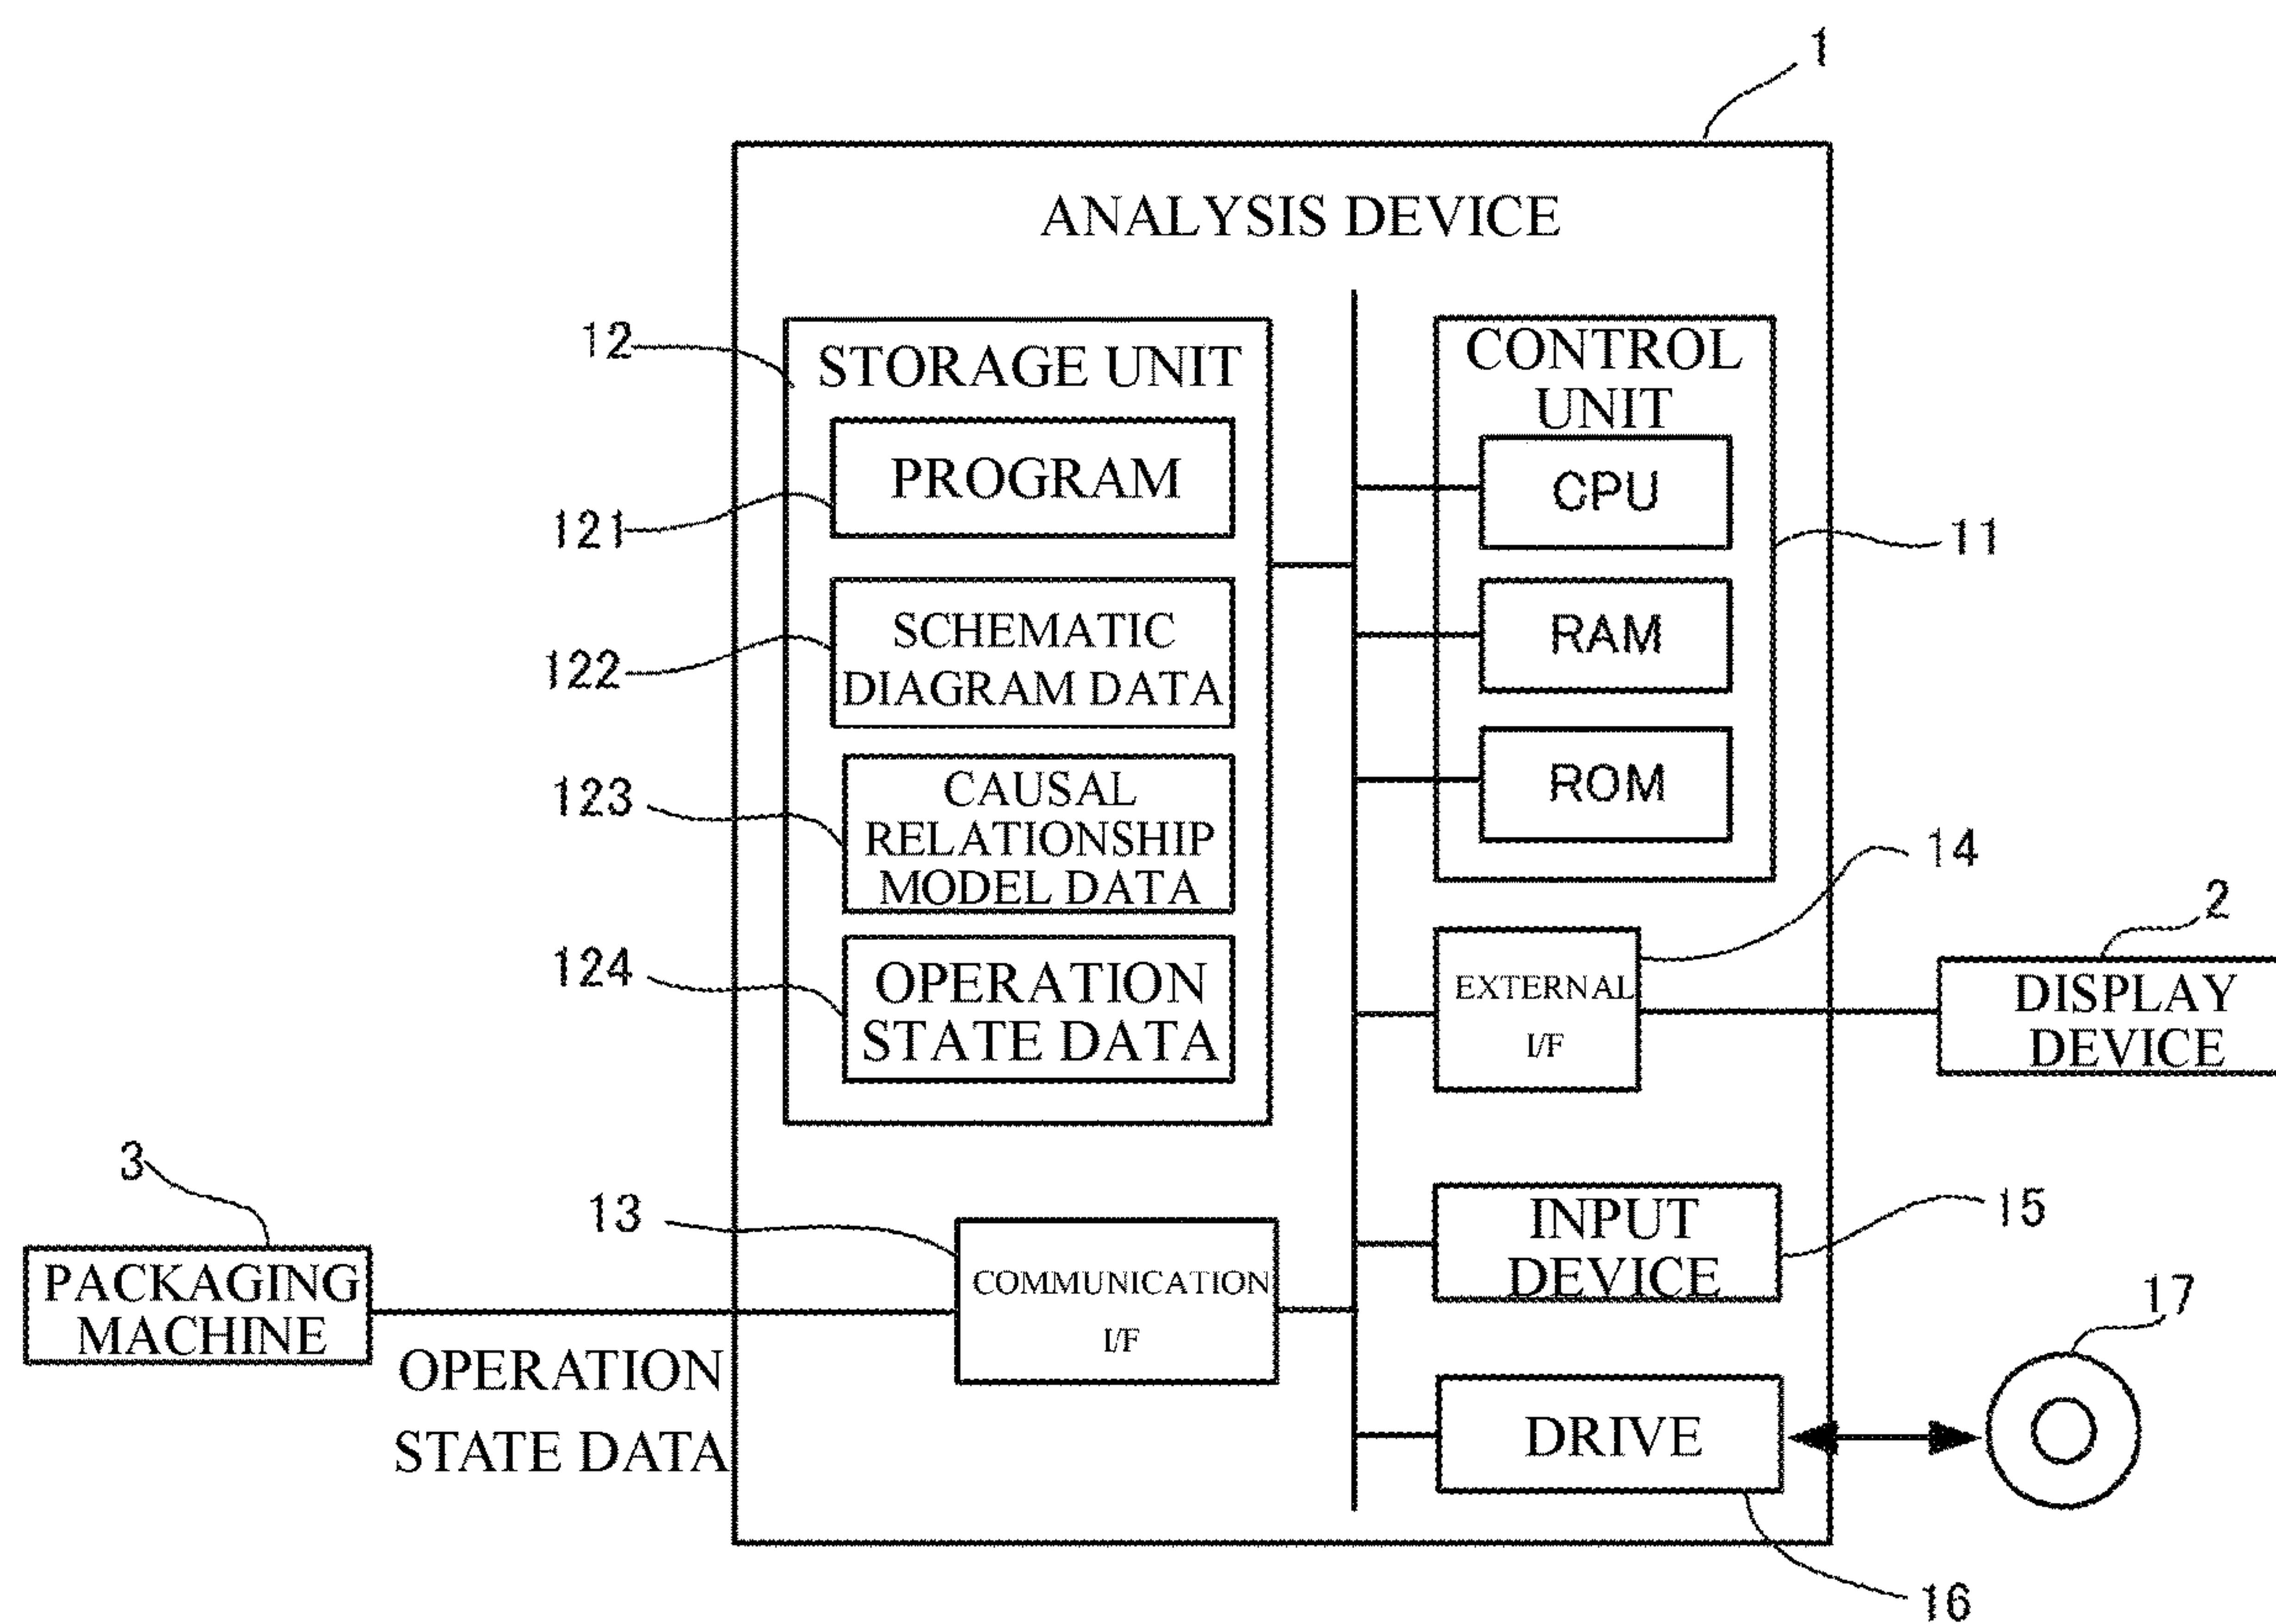 1
ANALYSIS DEVICE
12
STORAGE UNIT
PROGRAM
121
SCHEMATIC
DIAGRAM DATA
122
CAUSAL
RELATIONSHIP
MODEL DATA
123
OPERATION
STATE DATA
124
CONTROL
UNIT
CPU
RAM
ROM
11
14
EXTERNAL
I/F
2
DISPLAY
DEVICE
3
PACKAGING
MACHINE
OPERATION
STATE DATA
13
COMMUNICATION
I/F
INPUT
DEVICE
15
17
DRIVE
16